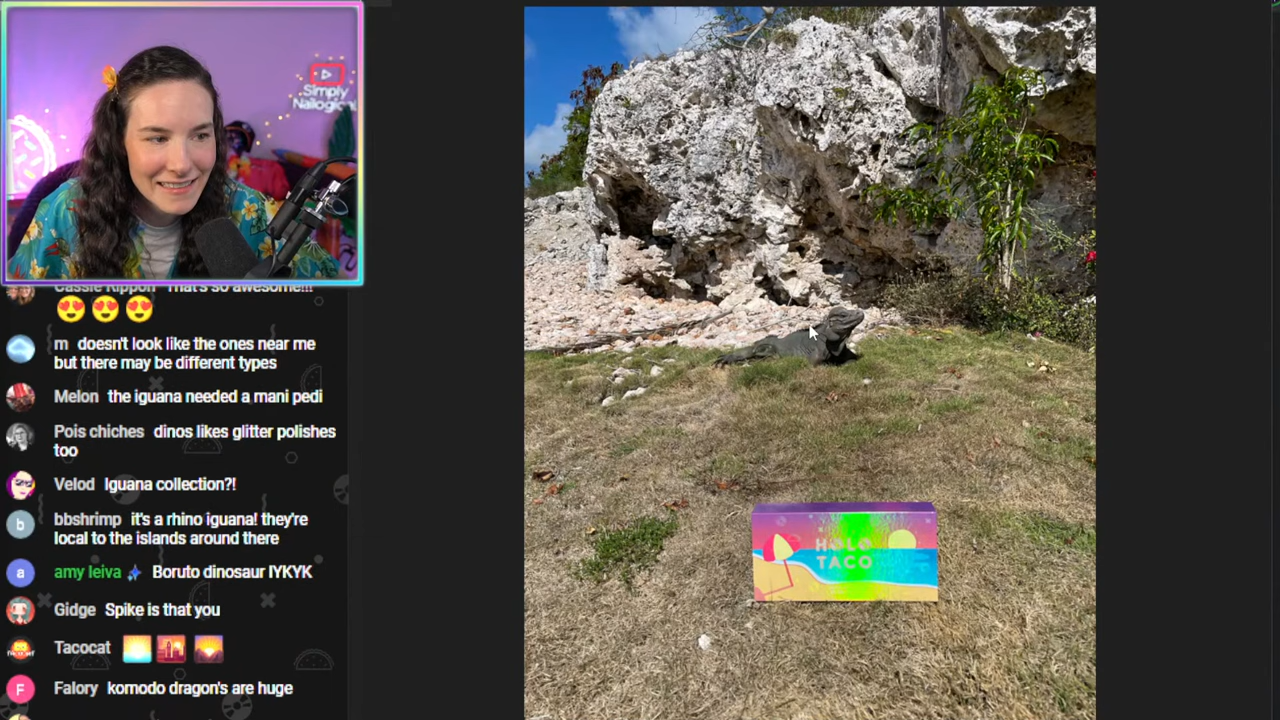 Simply
Nailogical
Cassie Rippon That's so awesome!!!
m doesn't look like the ones near me
but there may be different types
Melon the iguana needed a mani pedi
Pois chiches dinos likes glitter polishes
too
Velod Iguana collection?!
b bbshrimp it's a rhino iguana! they're
local to the islands around there
a amy leiva Boruto dinosaur IYKYK
Gidge Spike is that you
Tacocat
F Falory komodo dragon's are huge
HOLO
TACO